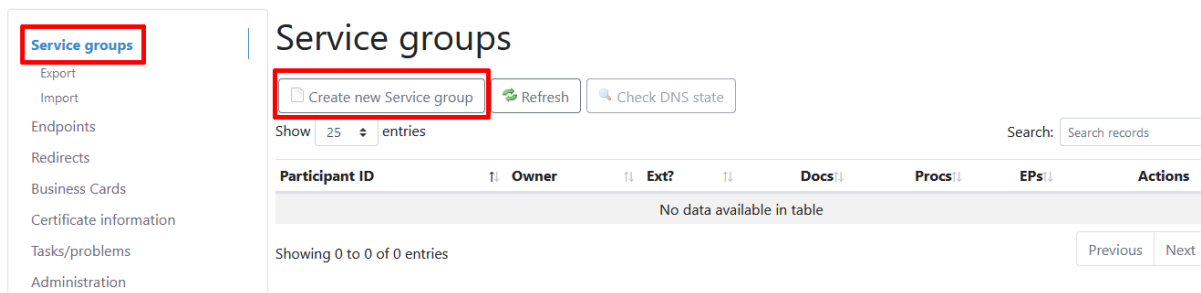 Service groups
Export
Import
Endpoints
Redirects
Business Cards
Certificate information
Tasks/problems
Administration
Service groups
Create new Service group Refresh Check DNS state
Show 25 entries Search: Search records
Participant ID Owner Ext? Docs Procs EPs Actions
No data available in table
Showing 0 to 0 of 0 entries Previous Next